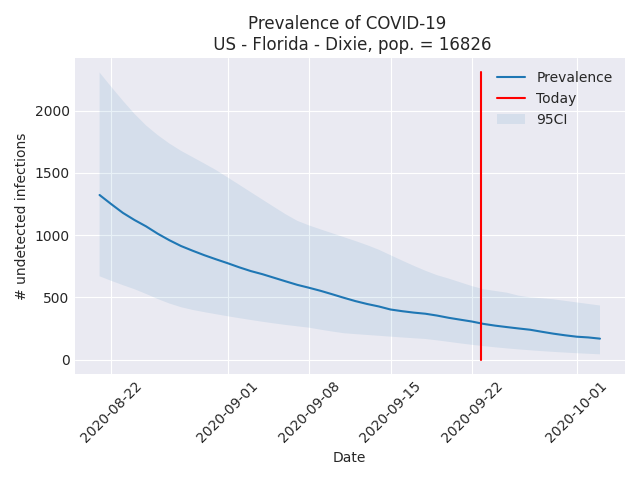 Prevalence of COVID-19
US - Florida - Dixie, pop. = 16826
Prevalence
Today
95CI
2000
1500
1000
500
0
# undetected infections
2020-08-22
2020-09-01
2020-09-08
2020-09-15
2020-09-22
2020-10-01
Date